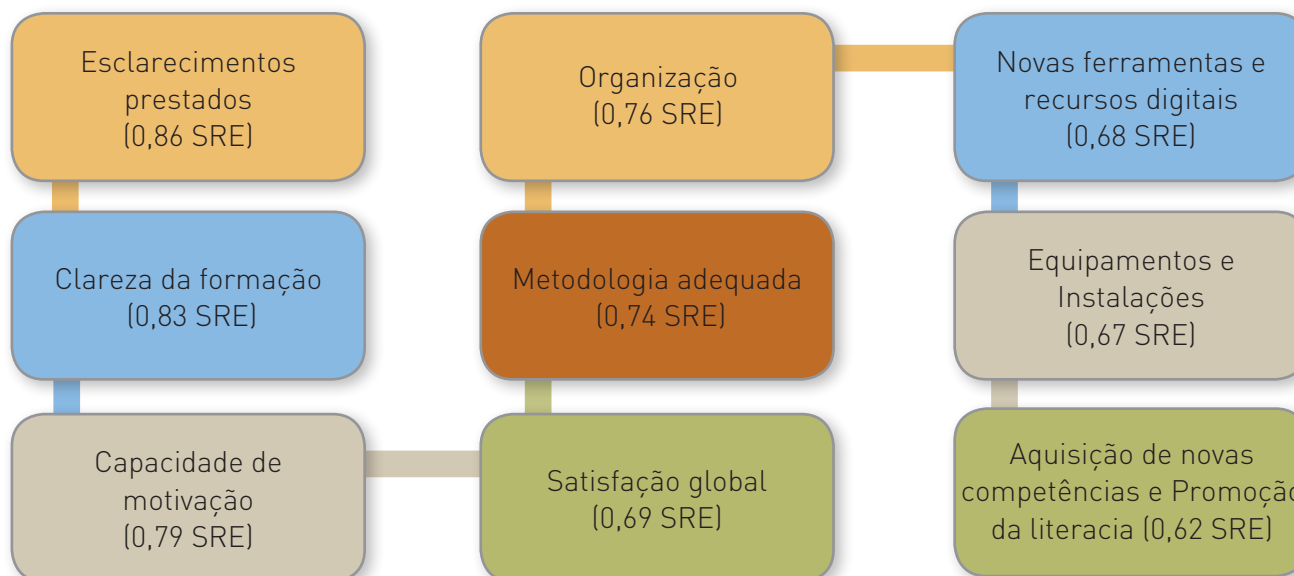 Esclarecimentos
prestados
(0,86 SRE)
Clareza da formação
(0,83 SRE)
Capacidade de
motivação
(0,79 SRE)
Organização
(0,76 SRE)
Metodologia adequada
(0,74 SRE)
Satisfação global
(0,69 SRE)
Novas ferramentas e
recursos digitais
(0,68 SRE)
Equipamentos e
Instalações
(0,67 SRE)
Aquisição de novas
competências e Promoção
da literacia (0,62 SRE)